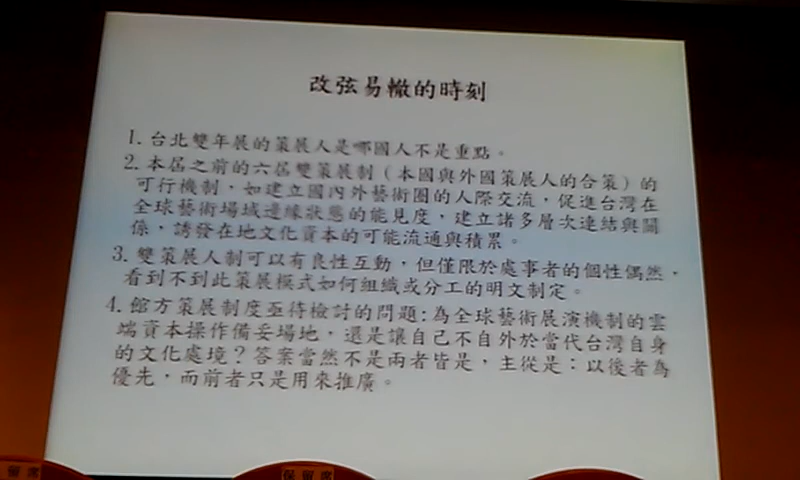 改弦易轍的時刻
1. 台北雙年展的策展人是哪國人不是重點。
2. 本屆之前的六屆雙策展制（本國與外國策展人的合策）的
可行機制，如建立國內外藝術圈的人際交流，促進台灣在
全球藝術場域邊緣狀態的能見度，建立諸多層次連結與關
係，誘發在地文化資本的可能流通與積累。
3. 雙策展人制可以有良性互動，但僅限於處事者的個性偶然，
看到不到此策展模式如何組織或分工的明文制定。
4. 館方策展制度亟待檢討的問題：為全球藝術展演機制的雲
端資本操作備妥場地，還是讓自己不自外於當代台灣自身
的文化處境？答案當然不是兩者皆是，主從是：以後者為
優先，而前者只是用來推廣。
留席
保留席